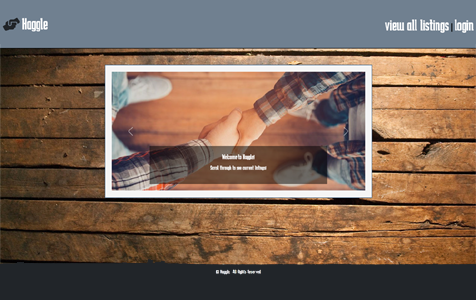 Haggle
view all listings | login
Welcome to Haggle!
Scroll through to see current listings
© Haggle All Rights Reserved